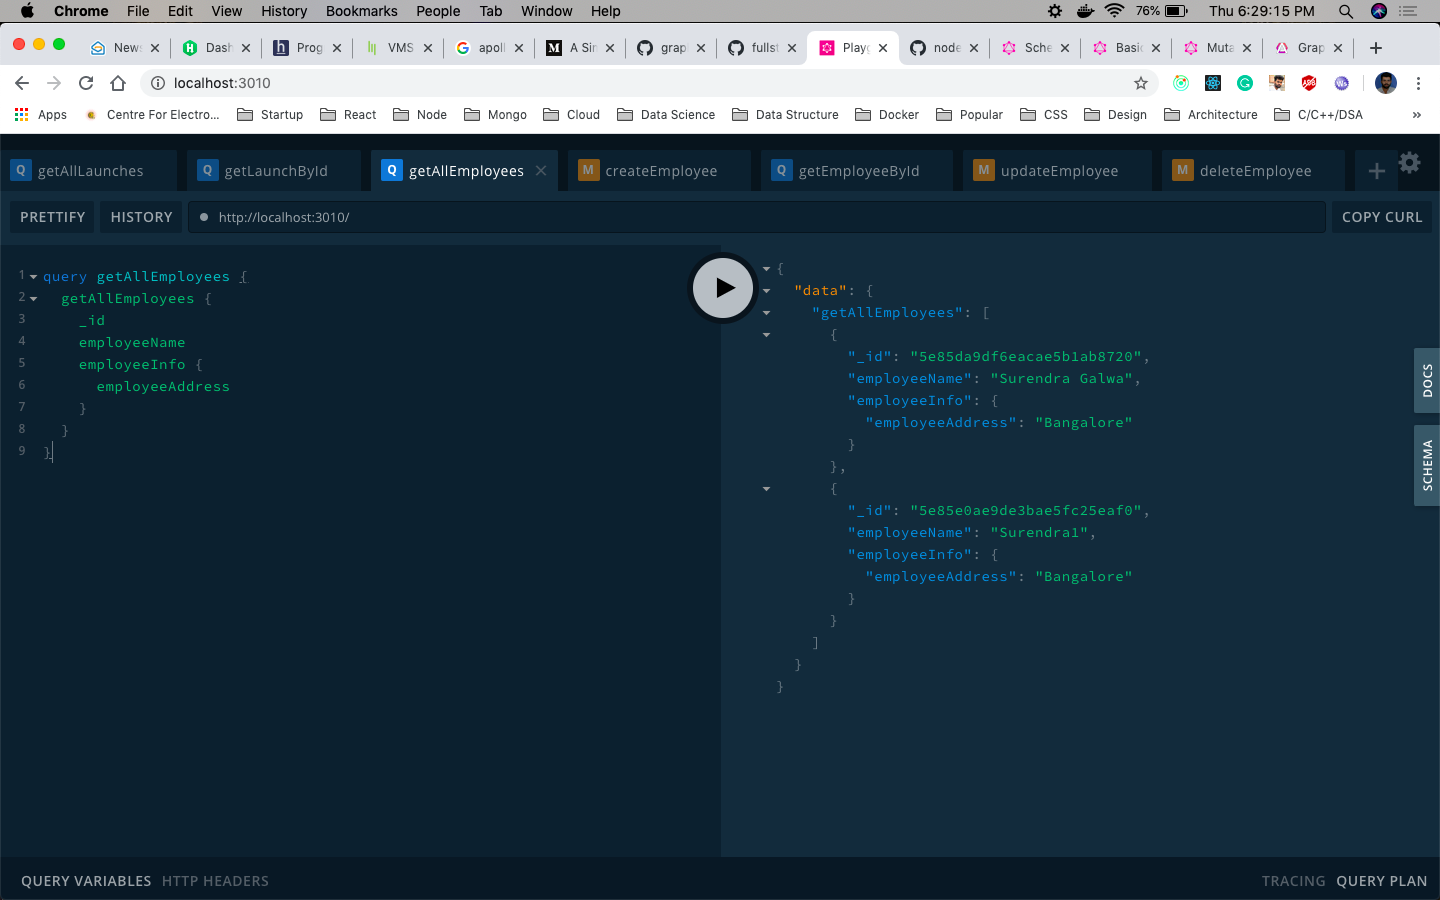 Chrome File Edit View History Bookmarks People Tab Window Help 76% Thu 6:29:15 PM
News Dash Prog VMS apoll A Sim grap fullst Playg node Sche Basic Muta Grap
localhost:3010
Apps Centre For Electro... Startup React Node Mongo Cloud Data Science Data Structure Docker Popular CSS Design Architecture C/C++/DSA »
Q getAllLaunches Q getLaunchById Q getAllEmployees M createEmployee Q getEmployeeById M updateEmployee M deleteEmployee
PRETTIFY HISTORY http://localhost:3010/ COPY CURL
1 query getAllEmployees {
2 getAllEmployees {
3 _id
4 employeeName
5 employeeInfo {
6 employeeAddress
7 }
8 }
9 }
{
"data": {
"getAllEmployees": [
{
"_id": "5e85da9df6eacae5b1ab8720",
"employeeName": "Surendra Galwa",
"employeeInfo": {
"employeeAddress": "Bangalore"
}
},
{
"_id": "5e85e0ae9de3bae5fc25eaf0",
"employeeName": "Surendra1",
"employeeInfo": {
"employeeAddress": "Bangalore"
}
}
]
}
}
DOCS
SCHEMA
QUERY VARIABLES HTTP HEADERS TRACING QUERY PLAN